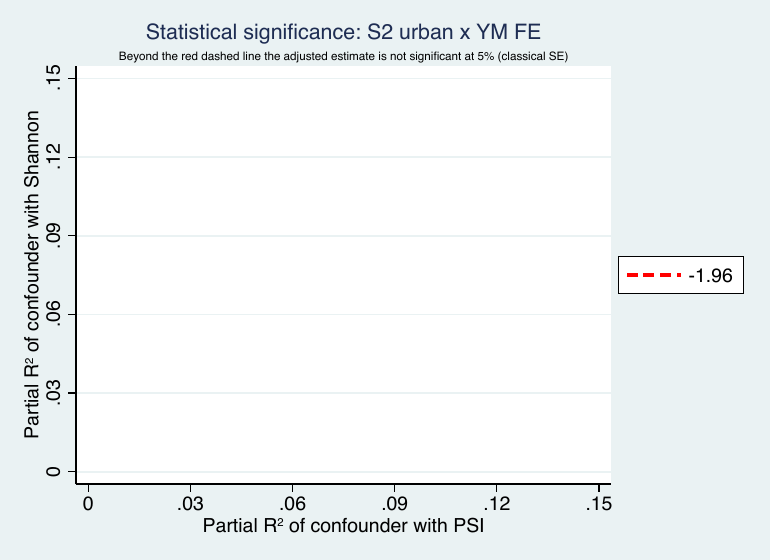 Statistical significance: S2 urban x YM FE
Beyond the red dashed line the adjusted estimate is not significant at 5% (classical SE)
Partial R² of confounder with Shannon
.15
.12
.09
.06
.03
0
-1.96
0 .03 .06 .09 .12 .15
Partial R² of confounder with PSI